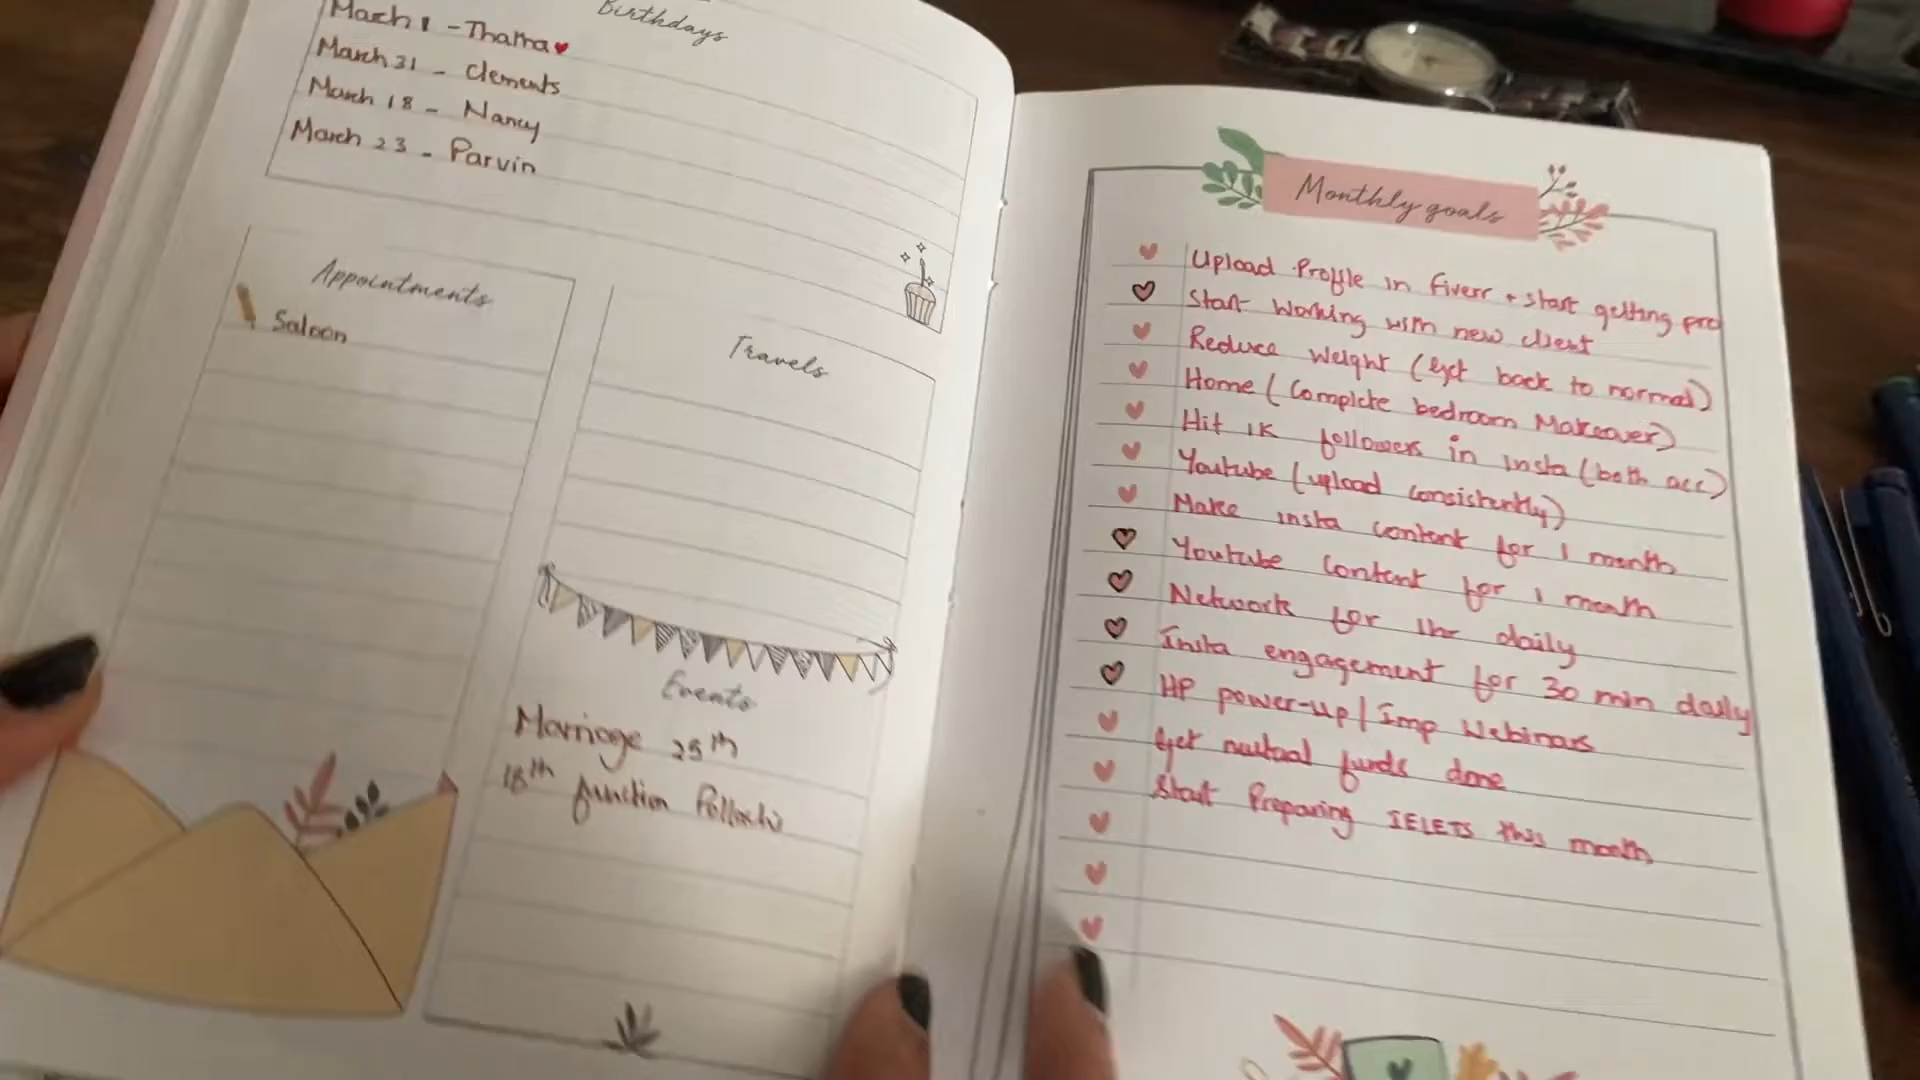 Birthdays
March 1 - Thama
March 31 - Clements
March 18 - Nancy
March 23 - Parvin
Appointments
Saloon
Travels
Events
Marriage 25th
18th function Pollachi
Monthly goals
Upload Profile in fiverr + start getting pro
Start Working with new client
Reduce Weight (get back to normal)
Home (Complete bedroom Makeover)
Hit 1K followers in insta (both acc)
Youtube (upload consistently)
Make insta content for 1 month
Youtube Content for 1 month
Network for 1hr daily
Insta engagement for 30 min daily
HP power-up / Imp Webinars
Get mutual funds done
Start Preparing IELETS this month